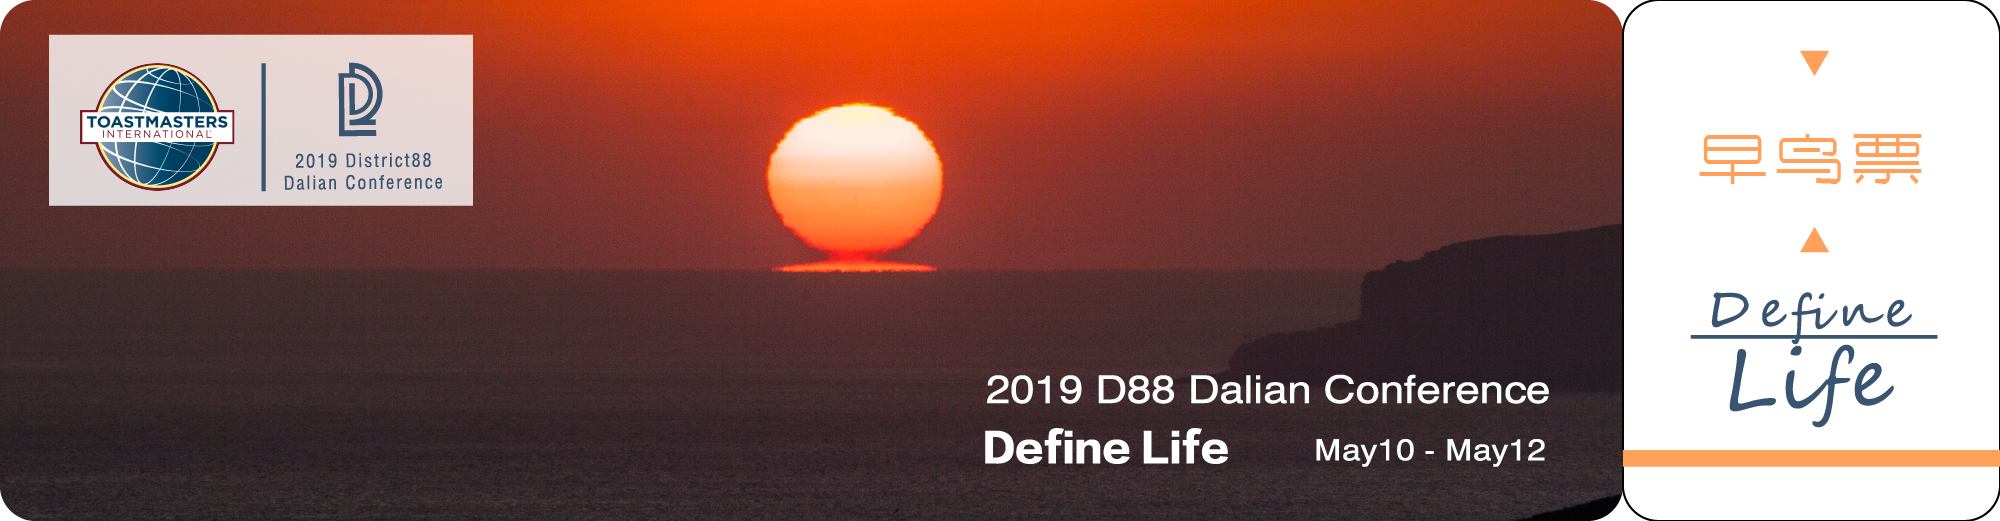 TOASTMASTERS
INTERNATIONAL
2019 District88
Dalian Conference
2019 D88 Dalian Conference
Define Life
May10 - May12
早鸟票
Define
Life